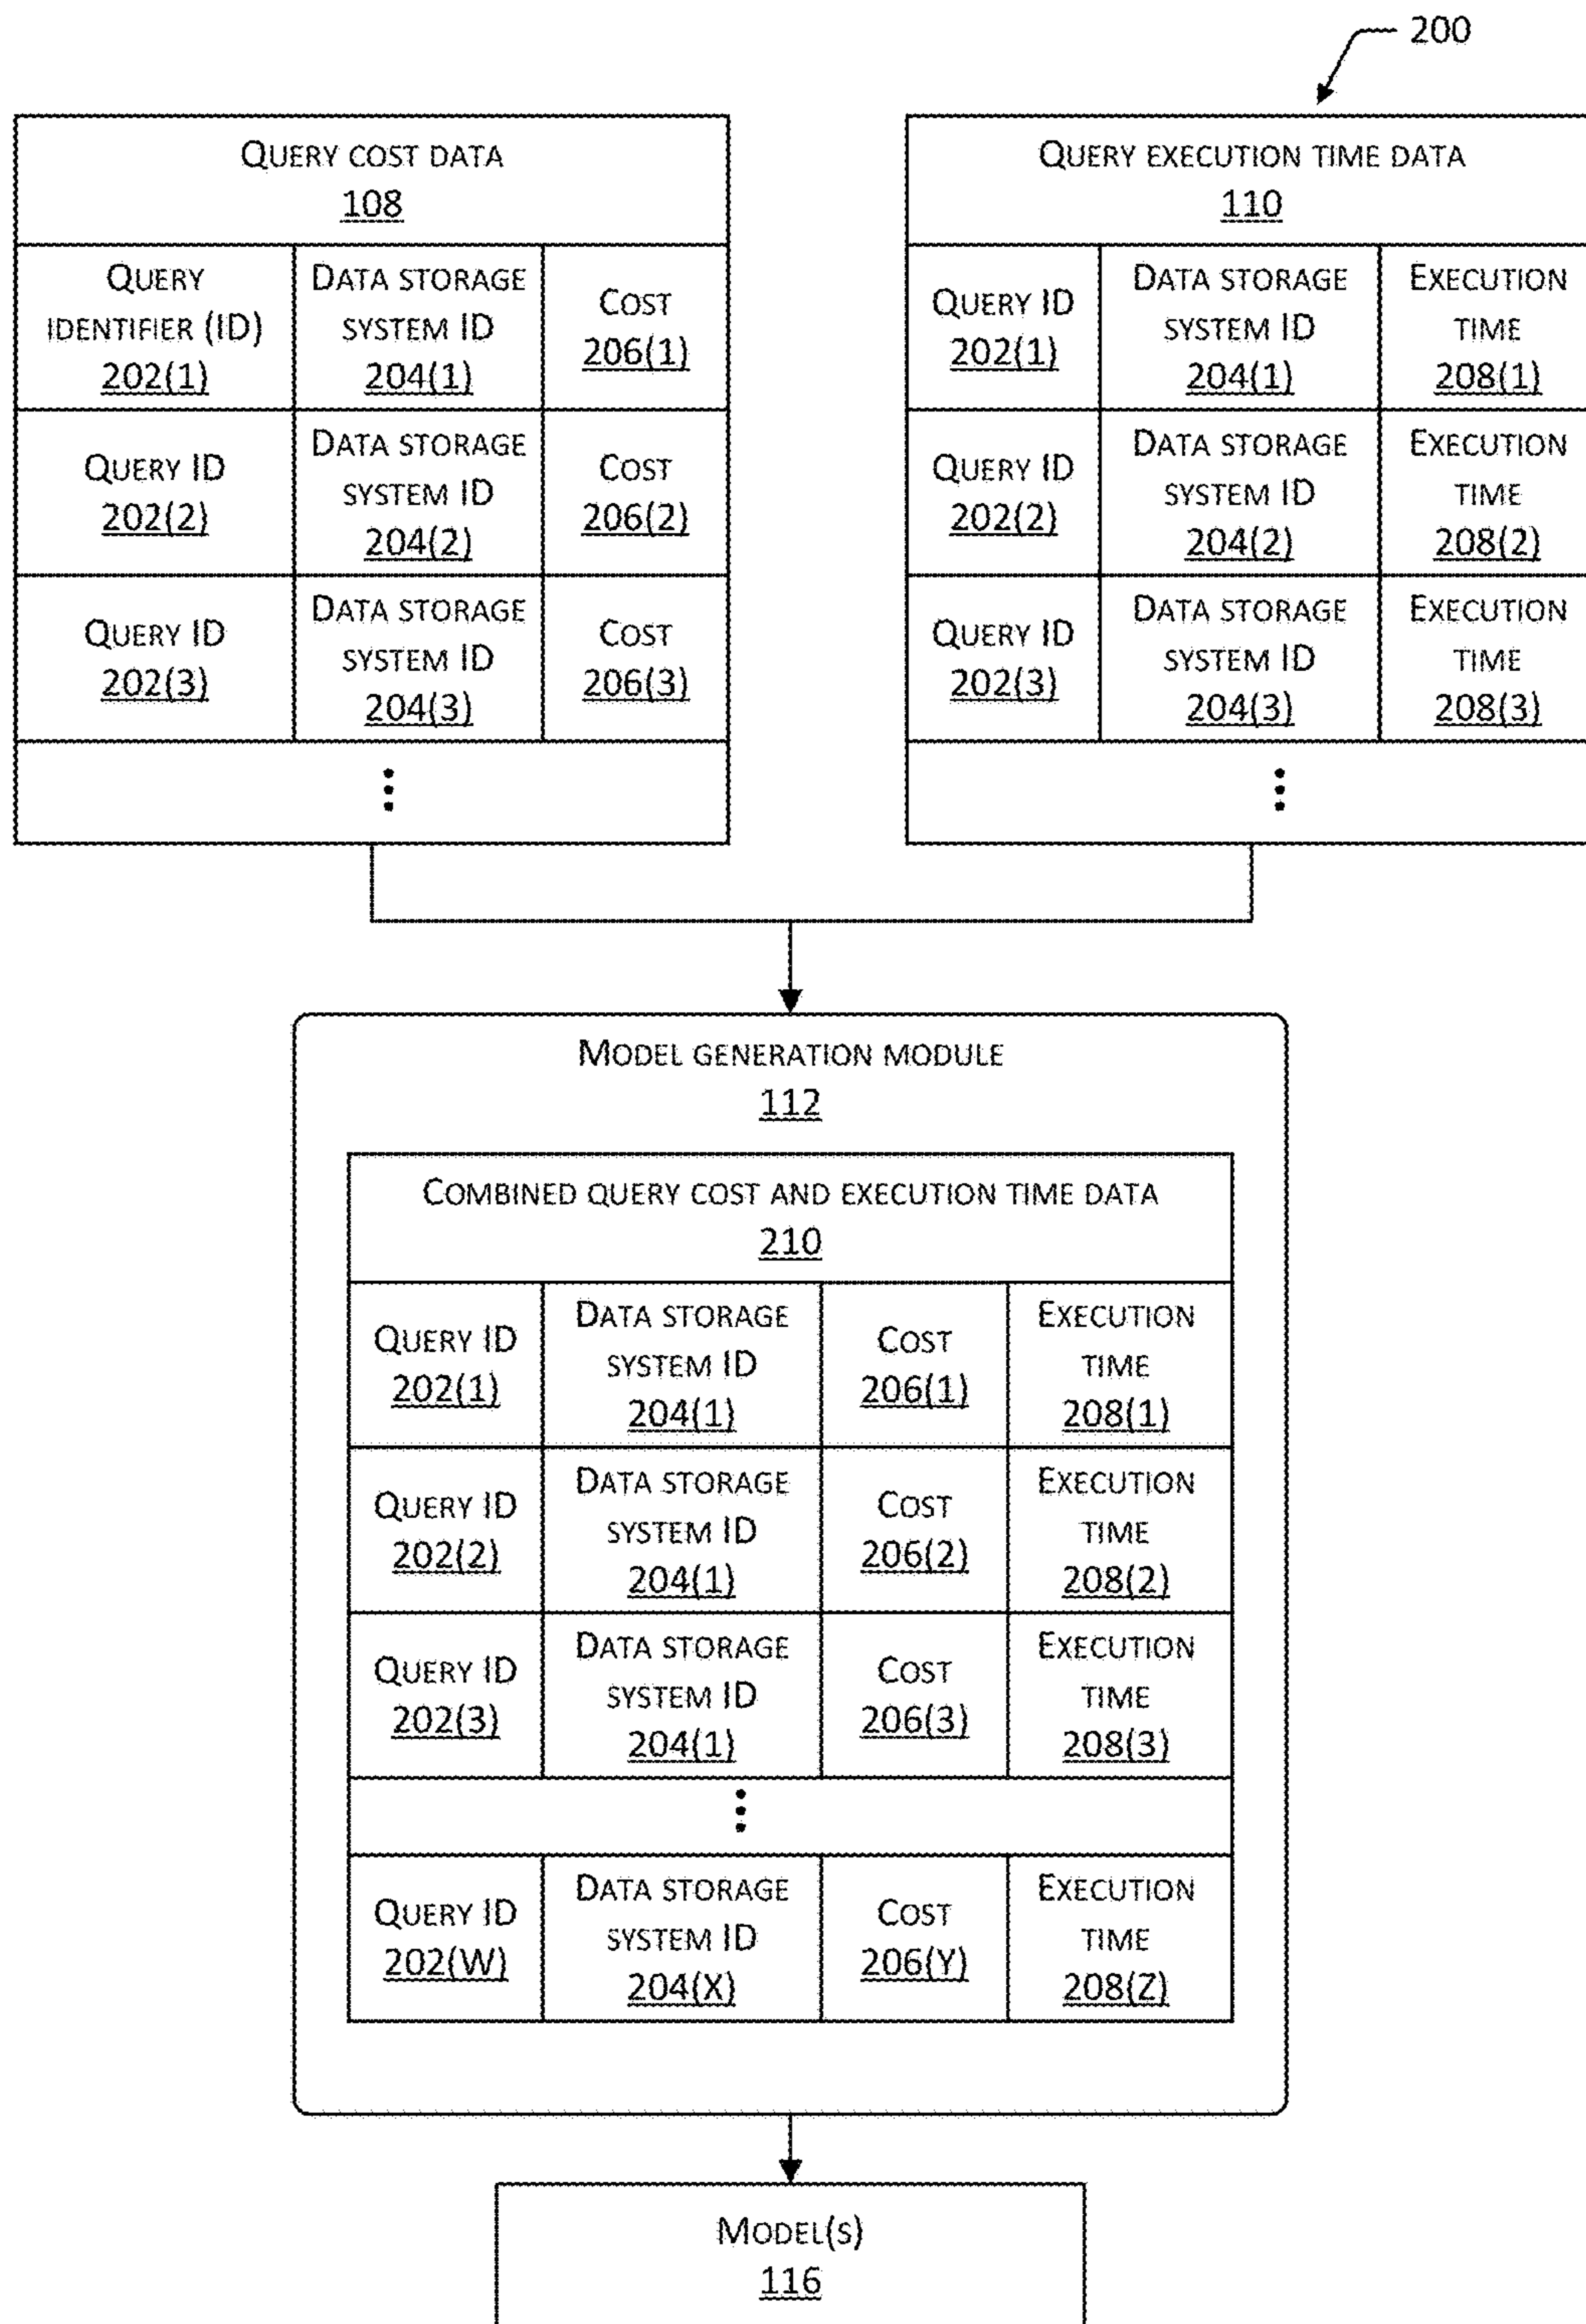 200
QUERY COST DATA
108
QUERY IDENTIFIER (ID) 202(1)
DATA STORAGE SYSTEM ID 204(1)
COST 206(1)
QUERY ID 202(2)
DATA STORAGE SYSTEM ID 204(2)
COST 206(2)
QUERY ID 202(3)
DATA STORAGE SYSTEM ID 204(3)
COST 206(3)
QUERY EXECUTION TIME DATA
110
QUERY ID 202(1)
DATA STORAGE SYSTEM ID 204(1)
EXECUTION TIME 208(1)
QUERY ID 202(2)
DATA STORAGE SYSTEM ID 204(2)
EXECUTION TIME 208(2)
QUERY ID 202(3)
DATA STORAGE SYSTEM ID 204(3)
EXECUTION TIME 208(3)
MODEL GENERATION MODULE
112
COMBINED QUERY COST AND EXECUTION TIME DATA
210
QUERY ID 202(1)
DATA STORAGE SYSTEM ID 204(1)
COST 206(1)
EXECUTION TIME 208(1)
QUERY ID 202(2)
DATA STORAGE SYSTEM ID 204(1)
COST 206(2)
EXECUTION TIME 208(2)
QUERY ID 202(3)
DATA STORAGE SYSTEM ID 204(1)
COST 206(3)
EXECUTION TIME 208(3)
QUERY ID 202(W)
DATA STORAGE SYSTEM ID 204(X)
COST 206(Y)
EXECUTION TIME 208(Z)
MODEL(S)
116